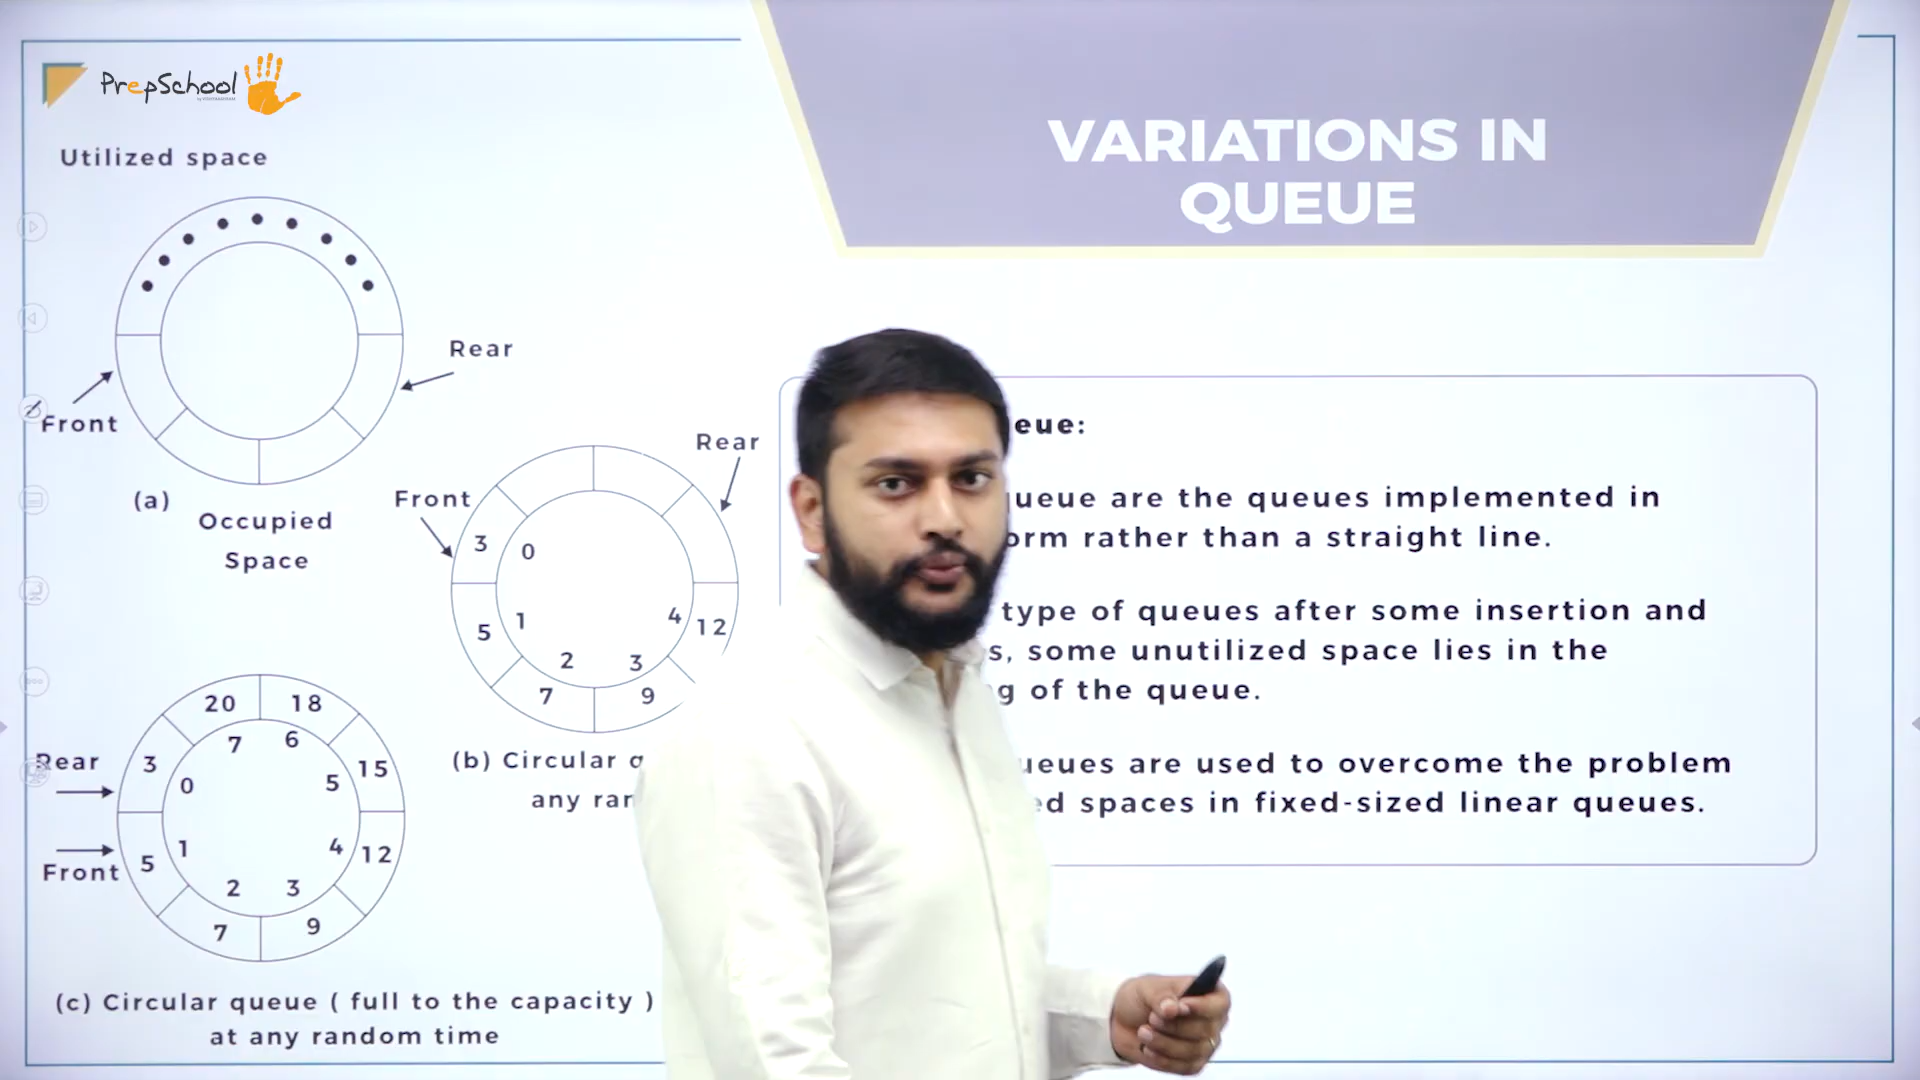 PrepSchool
VARIATIONS IN
QUEUE
Utilized space
Rear
Front
(a)
Occupied
Space
Rear
Front
3
0
5
1
4
12
2
3
7
9
(b) Circular
any
20
18
7
6
Rear
3
15
0
5
1
4
12
Front
5
2
3
7
9
(c) Circular queue ( full to the capacity )
at any random time
eue:
ueue are the queues implemented in
orm rather than a straight line.
type of queues after some insertion and
s, some unutilized space lies in the
g of the queue.
ueues are used to overcome the problem
ed spaces in fixed-sized linear queues.